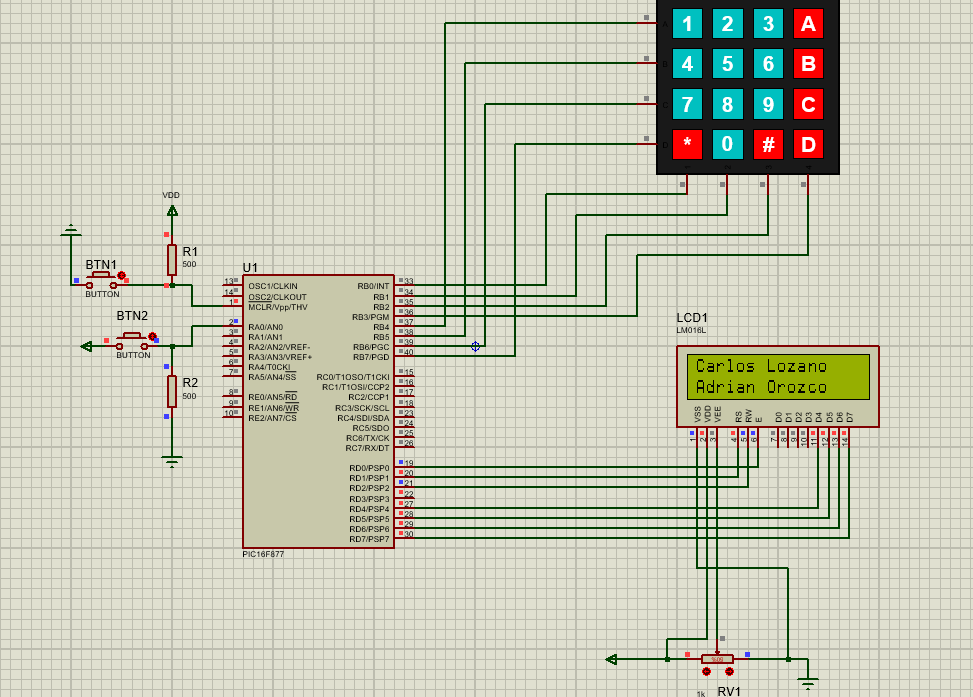 1 2 3 A
4 5 6 B
7 8 9 C
* 0 # D
VDD
R1
500
BTN1
BUTTON
BTN2
BUTTON
R2
500
U1
13 OSC1/CLKIN
14 OSC2/CLKOUT
1 MCLR/Vpp/THV
2 RA0/AN0
3 RA1/AN1
4 RA2/AN2/VREF-
5 RA3/AN3/VREF+
6 RA4/T0CKI
7 RA5/AN4/SS
8 RE0/AN5/RD
9 RE1/AN6/WR
10 RE2/AN7/CS
RB0/INT 33
RB1 34
RB2 35
RB3/PGM 36
RB4 37
RB5 38
RB6/PGC 39
RB7/PGD 40
RC0/T1OSO/T1CKI 15
RC1/T1OSI/CCP2 16
RC2/CCP1 17
RC3/SCK/SCL 18
RC4/SDI/SDA 23
RC5/SDO 24
RC6/TX/CK 25
RC7/RX/DT 26
RD0/PSP0 19
RD1/PSP1 20
RD2/PSP2 21
RD3/PSP3 22
RD4/PSP4 27
RD5/PSP5 28
RD6/PSP6 29
RD7/PSP7 30
PIC16F877
LCD1
LM016L
Carlos Lozano
Adrian Orozco
VSS VDD VEE RS RW E D0 D1 D2 D3 D4 D5 D6 D7
1 2 3 4 5 6 7 8 9 10 11 12 13 14
1k
RV1